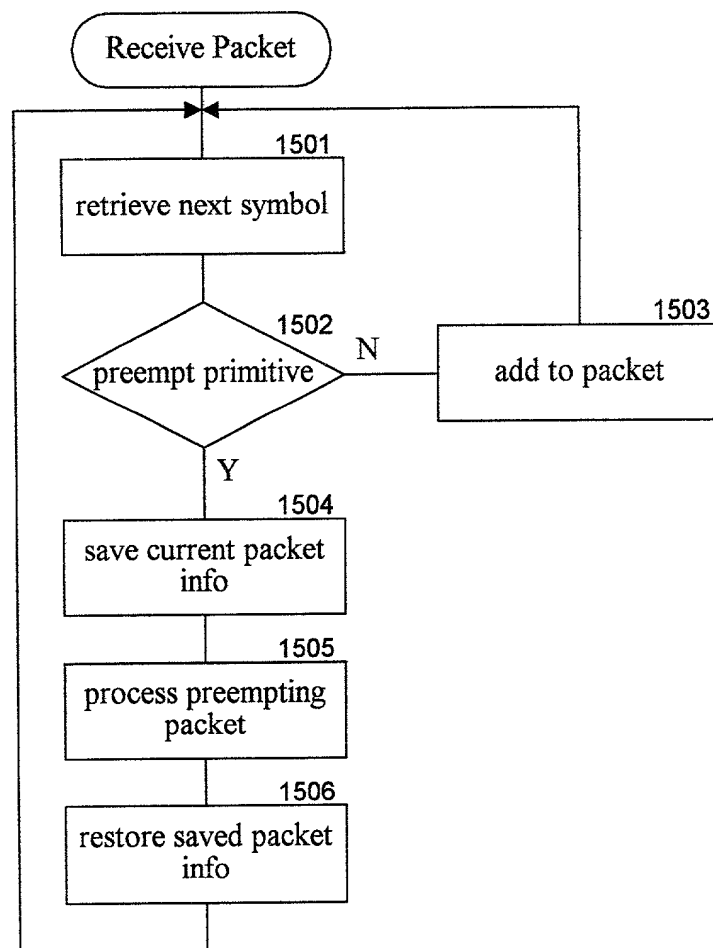 Receive Packet
1501
retrieve next symbol
1502
preempt primitive
N
1503
add to packet
Y
1504
save current packet
info
1505
process preempting
packet
1506
restore saved packet
info